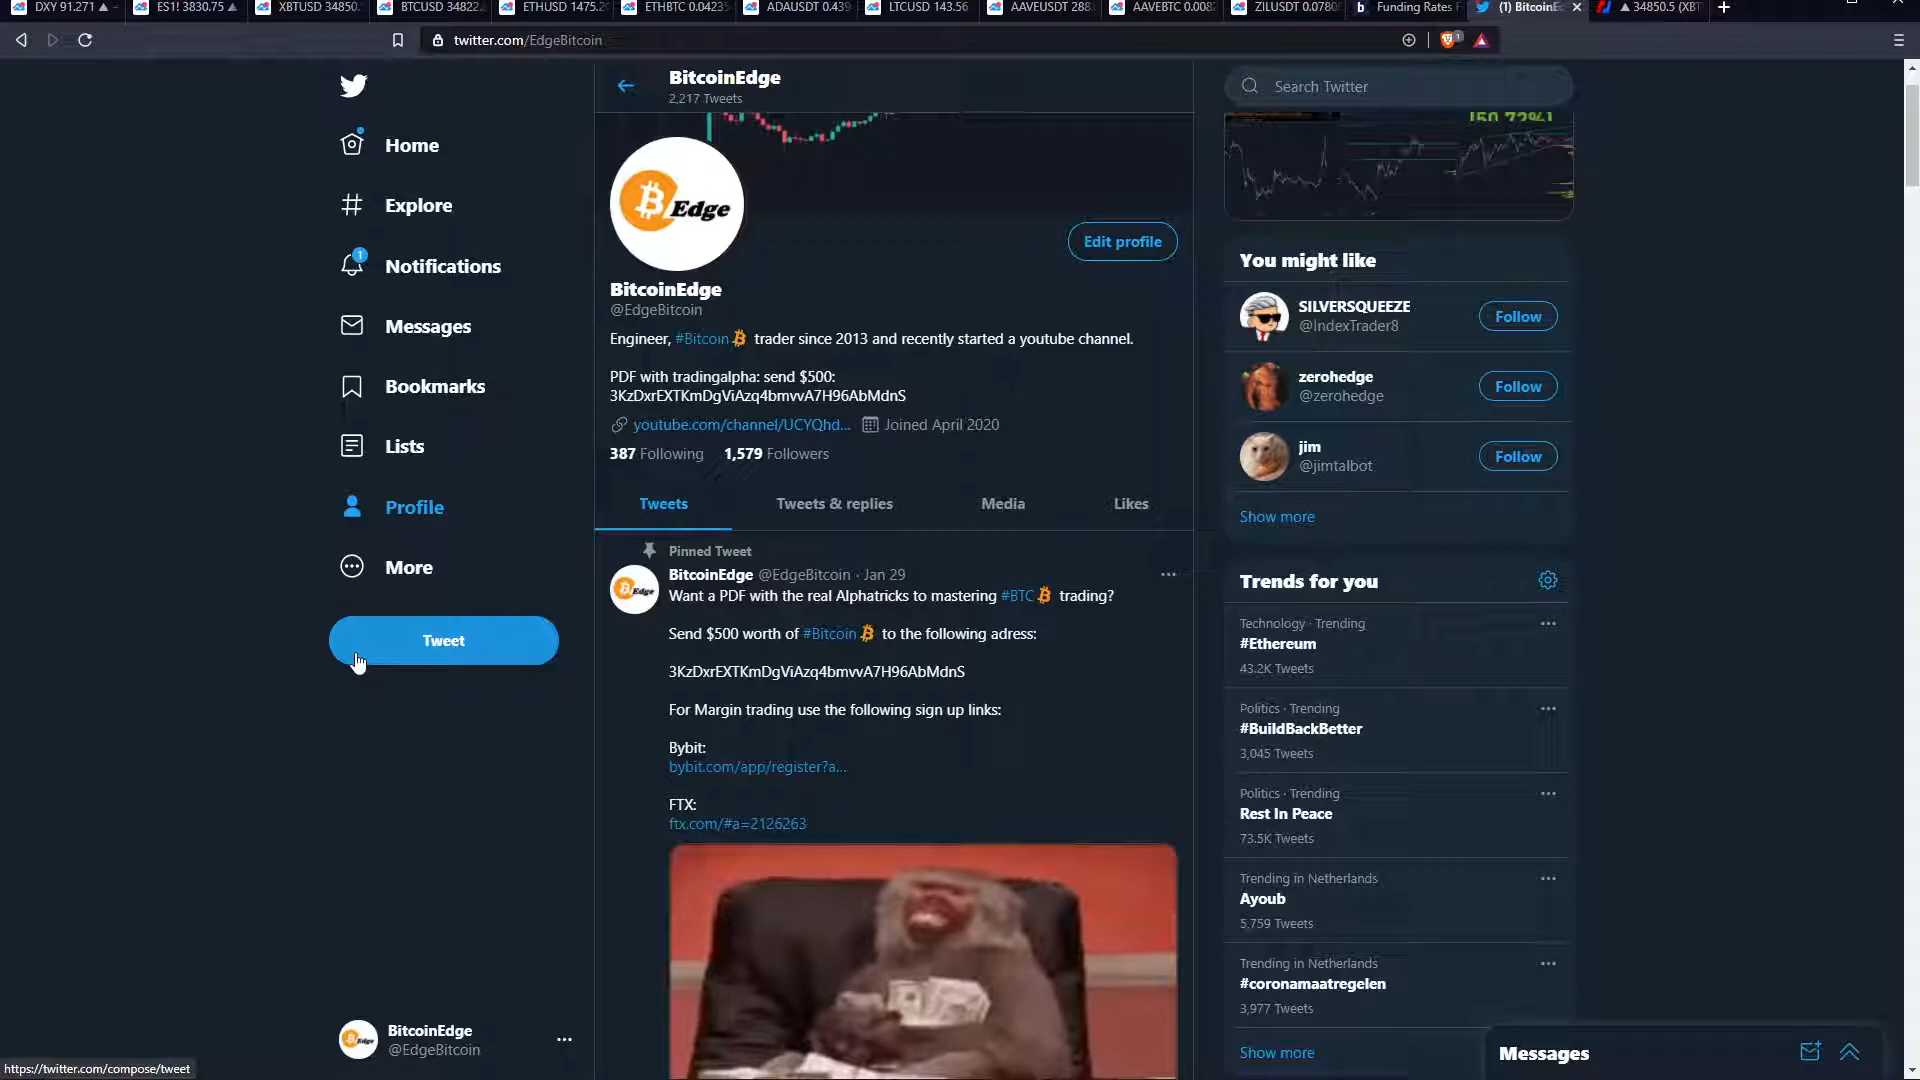 DXY 91.271
ES1! 3830.75
XBTUSD 34850.
BTCUSD 34822.
ETHUSD 1475.2
ETHBTC 0.0423
ADAUSDT 0.439
LTCUSD 143.56
AAVEUSDT 288
AAVEBTC 0.008
ZILUSDT 0.0780
Funding Rates
(1) BitcoinE
34850.5 (XBT
twitter.com/EdgeBitcoin
Home
Explore
1
Notifications
Messages
Bookmarks
Lists
Profile
More
Tweet
BitcoinEdge
@EdgeBitcoin
https://twitter.com/compose/tweet
BitcoinEdge
2,217 Tweets
Edge
Edit profile
BitcoinEdge
@EdgeBitcoin
Engineer, #Bitcoin trader since 2013 and recently started a youtube channel.
PDF with tradingalpha: send $500:
3KzDxrEXTKmDgViAzq4bmvvA7H96AbMdnS
youtube.com/channel/UCYQhd... Joined April 2020
387 Following 1,579 Followers
Tweets Tweets & replies Media Likes
Pinned Tweet
BitcoinEdge @EdgeBitcoin · Jan 29
Want a PDF with the real Alphatricks to mastering #BTC trading?
Send $500 worth of #Bitcoin to the following adress:
3KzDxrEXTKmDgViAzq4bmvvA7H96AbMdnS
For Margin trading use the following sign up links:
Bybit:
bybit.com/app/register?a...
FTX:
ftx.com/#a=2126263
Search Twitter
[50.72%]
You might like
SILVERSQUEEZE
@IndexTrader8
Follow
zerohedge
@zerohedge
Follow
jim
@jimtalbot
Follow
Show more
Trends for you
Technology · Trending
#Ethereum
43.2K Tweets
Politics · Trending
#BuildBackBetter
3,045 Tweets
Politics · Trending
Rest In Peace
73.5K Tweets
Trending in Netherlands
Ayoub
5.759 Tweets
Trending in Netherlands
#coronamaatregelen
3,977 Tweets
Show more
Messages